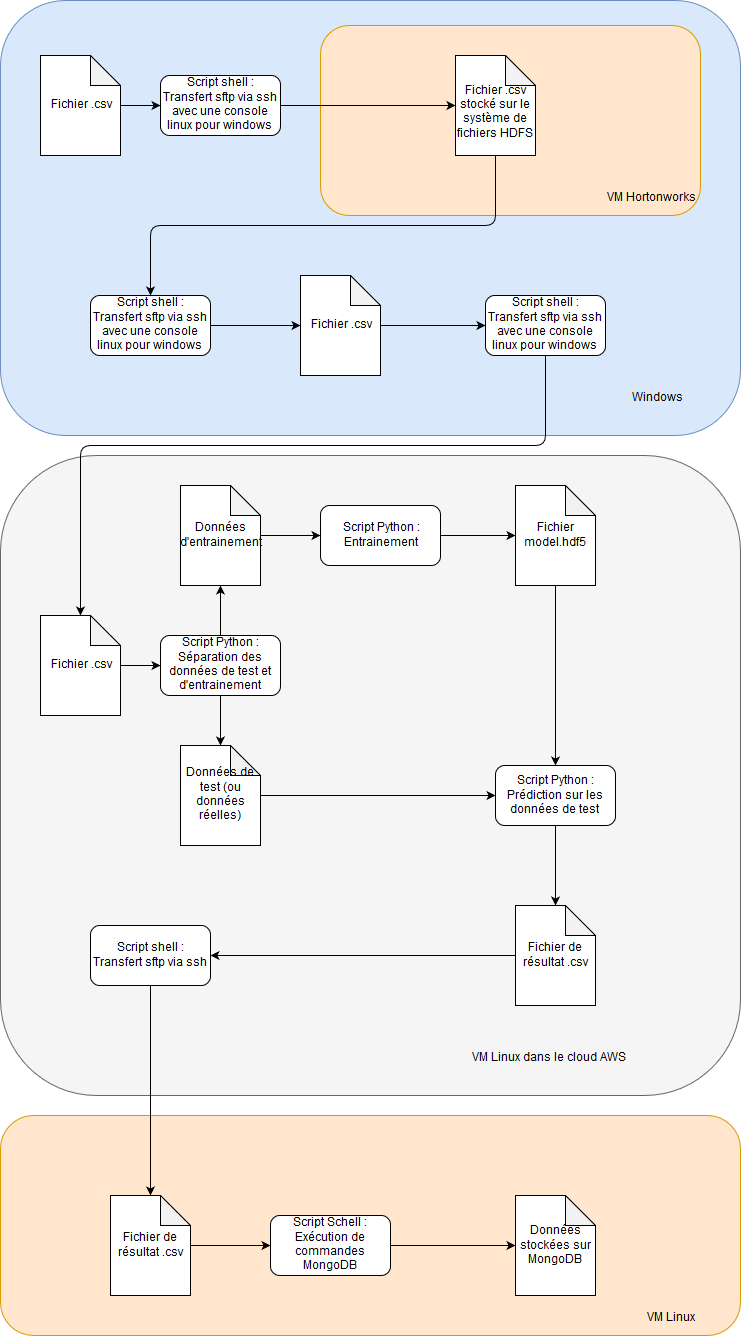 Fichier .csv
Script shell :
Transfert sftp via ssh
avec une console
linux pour windows
Fichier .csv
stocké sur le
système de
fichiers HDFS
VM Hortonworks
Script shell :
Transfert sftp via ssh
avec une console
linux pour windows
Fichier .csv
Script shell :
Transfert sftp via ssh
avec une console
linux pour windows
Windows
Données
d'entrainement
Script Python :
Entrainement
Fichier
model.hdf5
Fichier .csv
Script Python :
Séparation des
données de test et
d'entrainement
Données de
test (ou
données
réelles)
Script Python :
Prédiction sur les
données de test
Script shell :
Transfert sftp via ssh
Fichier de
résultat .csv
VM Linux dans le cloud AWS
Fichier de
résultat .csv
Script Schell :
Exécution de
commandes
MongoDB
Données
stockées sur
MongoDB
VM Linux